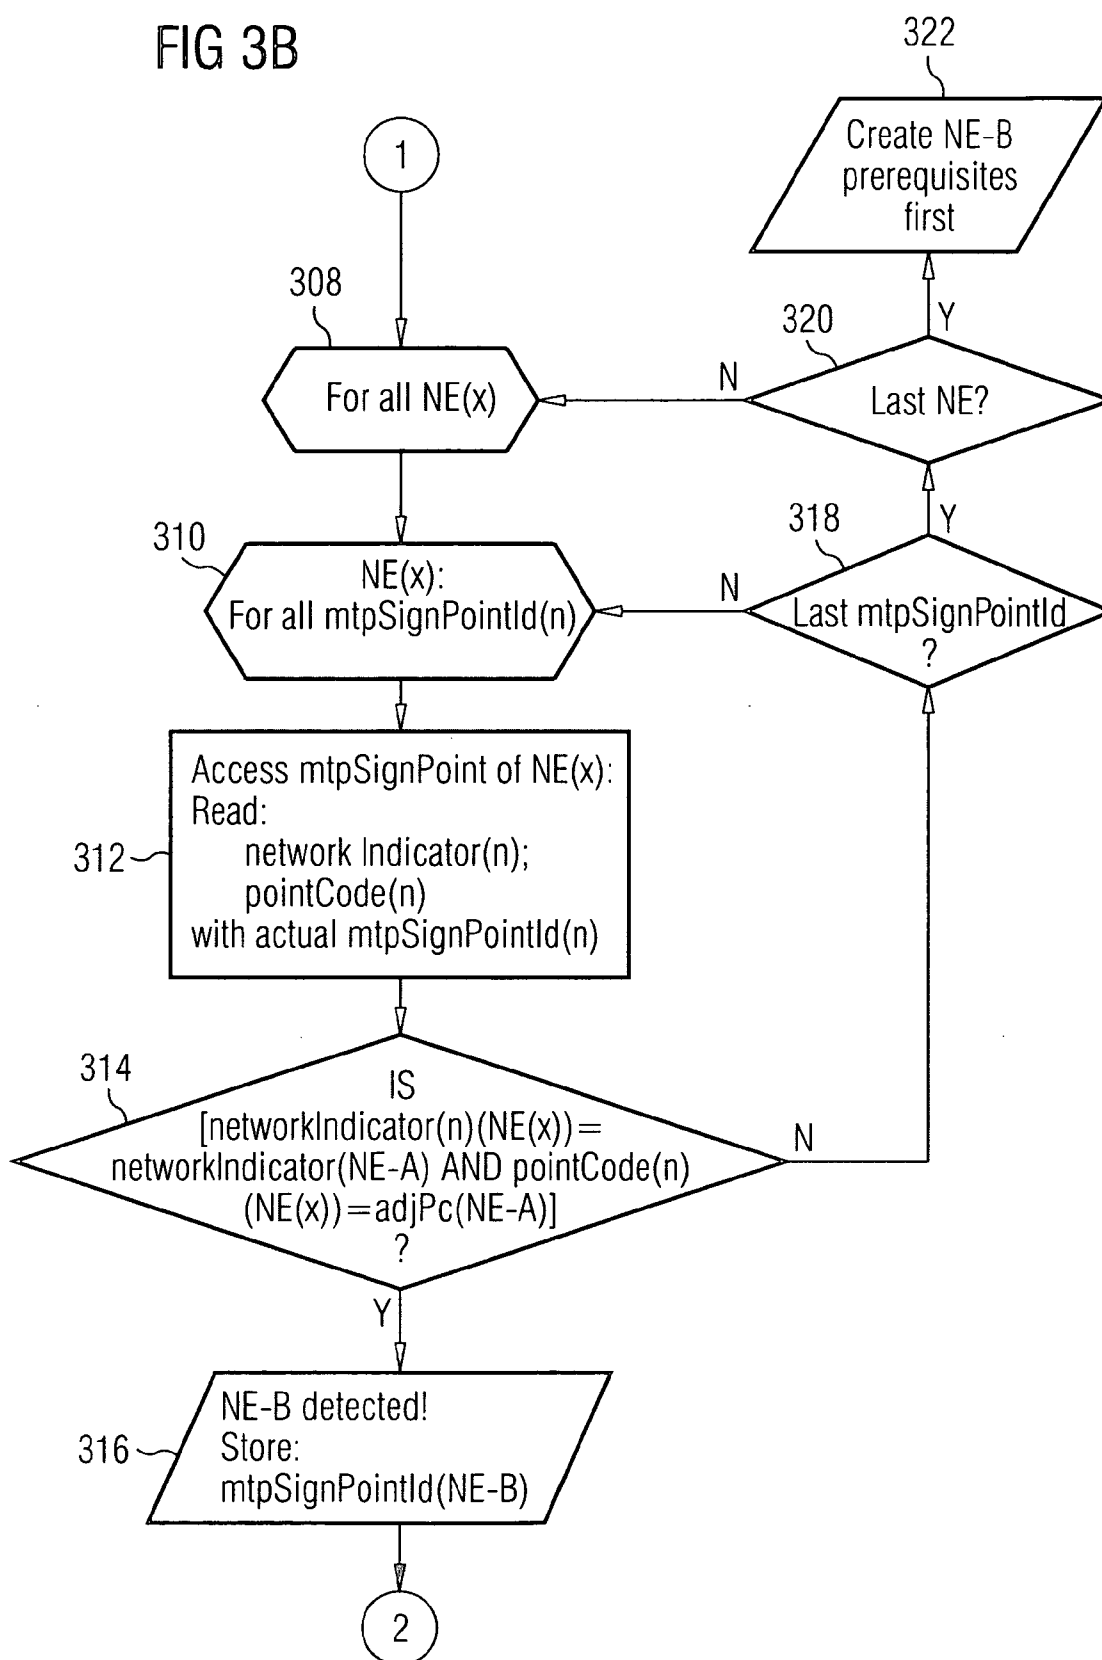 FIG 3B
322
Create NE-B
prerequisites
first
1
308
For all NE(x)
320
Y
N
Last NE?
310
NE(x):
For all mtpSignPointId(n)
318
Y
N
Last mtpSignPointId
?
312
Access mtpSignPoint of NE(x):
Read:
network Indicator(n);
pointCode(n)
with actual mtpSignPointId(n)
314
IS
[networkIndicator(n)(NE(x))=
networkIndicator(NE-A) AND pointCode(n)
(NE(x))=adjPc(NE-A)]
?
N
Y
316
NE-B detected!
Store:
mtpSignPointId(NE-B)
2